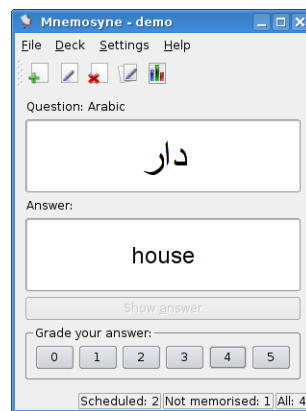 Mnemosyne - demo
File Deck Settings Help
Question: Arabic
دار
Answer:
house
Show answer
Grade your answer:
0 1 2 3 4 5
Scheduled: 2 Not memorised: 1 All: 4